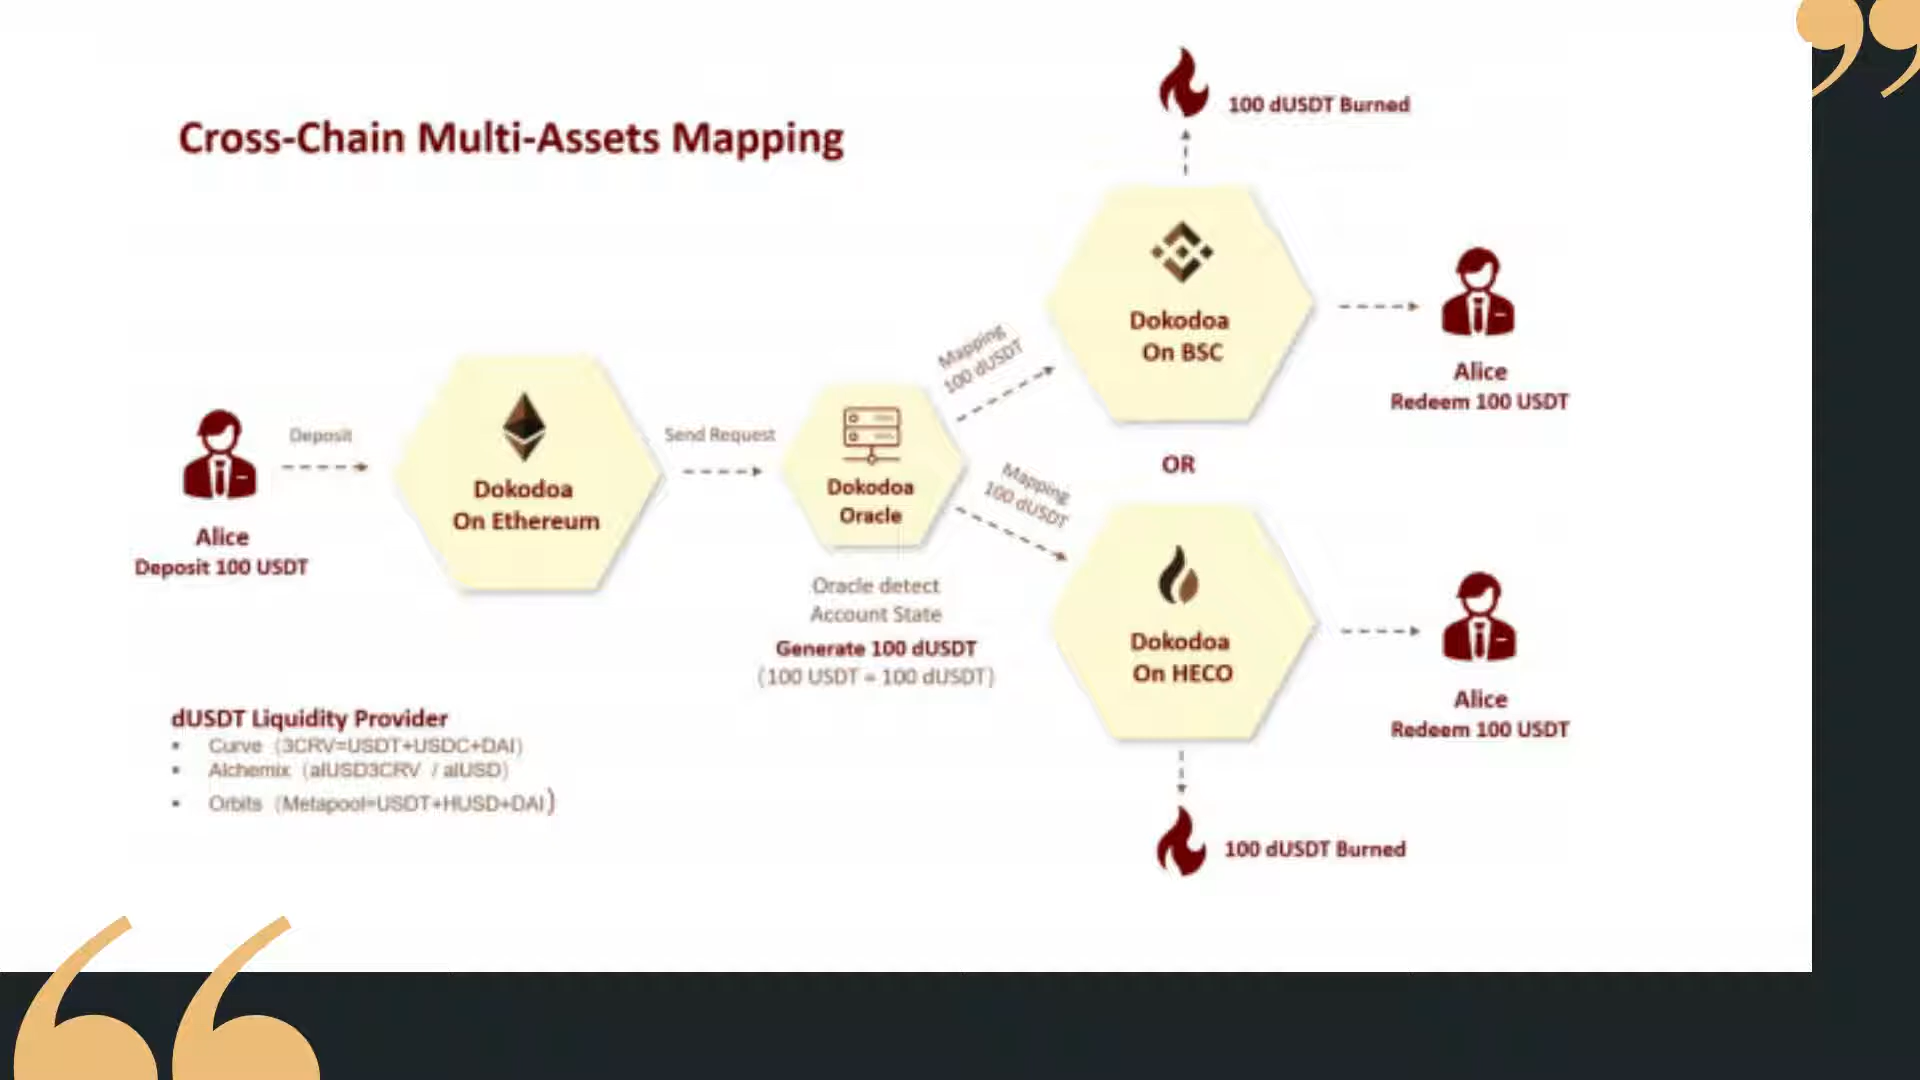 Cross-Chain Multi-Assets Mapping
100 dUSDT Burned
Dokodoa
On BSC
Alice
Redeem 100 USDT
Mapping
100 dUSDT
Deposit
Alice
Deposit 100 USDT
Dokodoa
On Ethereum
Send Request
Dokodoa
Oracle
Oracle detect
Account State
Generate 100 dUSDT
(100 USDT = 100 dUSDT)
OR
Mapping
100 dUSDT
Dokodoa
On HECO
Alice
Redeem 100 USDT
100 dUSDT Burned
dUSDT Liquidity Provider
• Curve (3CRV=USDT+USDC+DAI)
• Alchemix (alUSD3CRV / alUSD)
• Orbits (Metapool=USDT+HUSD+DAI)